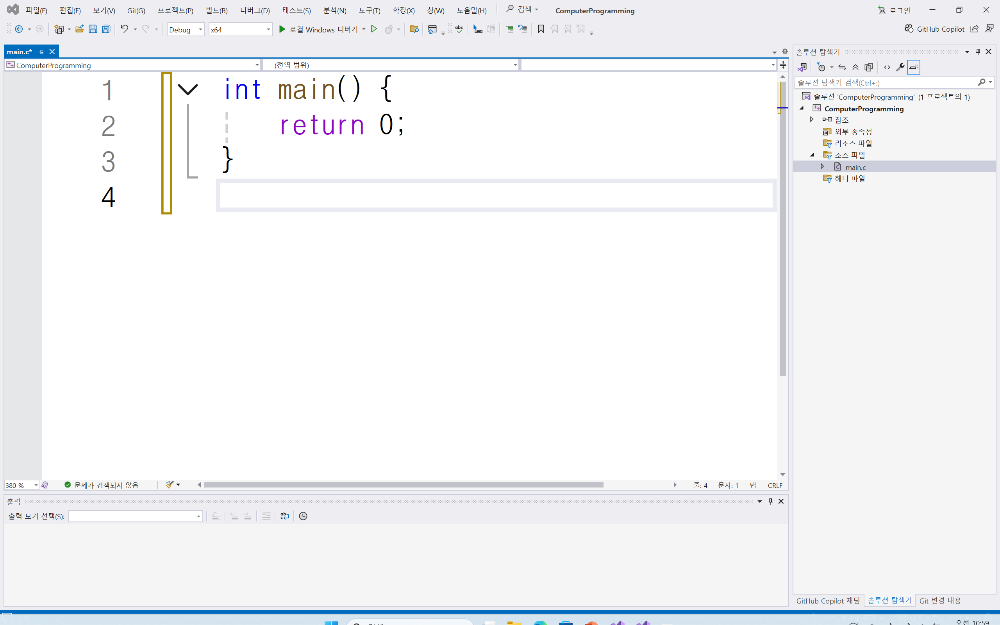 파일(F) 편집(E) 보기(V) Git(G) 프로젝트(P) 빌드(B) 디버그(D) 테스트(S) 분석(N) 도구(T) 확장(X) 창(W) 도움말(H) 검색 ComputerProgramming 로그인
Debug x64 로컬 Windows 디버거 abc GitHub Copilot
main.c*
솔루션 탐색기
ComputerProgramming (전역 범위)
솔루션 탐색기 검색(Ctrl+;)
솔루션 'ComputerProgramming' (1 프로젝트의 1)
ComputerProgramming
참조
외부 종속성
리소스 파일
소스 파일
main.c
헤더 파일
1 int main() {
2 return 0;
3 }
4
380 % 문제가 검색되지 않음 줄: 4 문자: 1 탭 CRLF
출력
출력 보기 선택(S):
GitHub Copilot 채팅 솔루션 탐색기 Git 변경 내용
오전 10:59